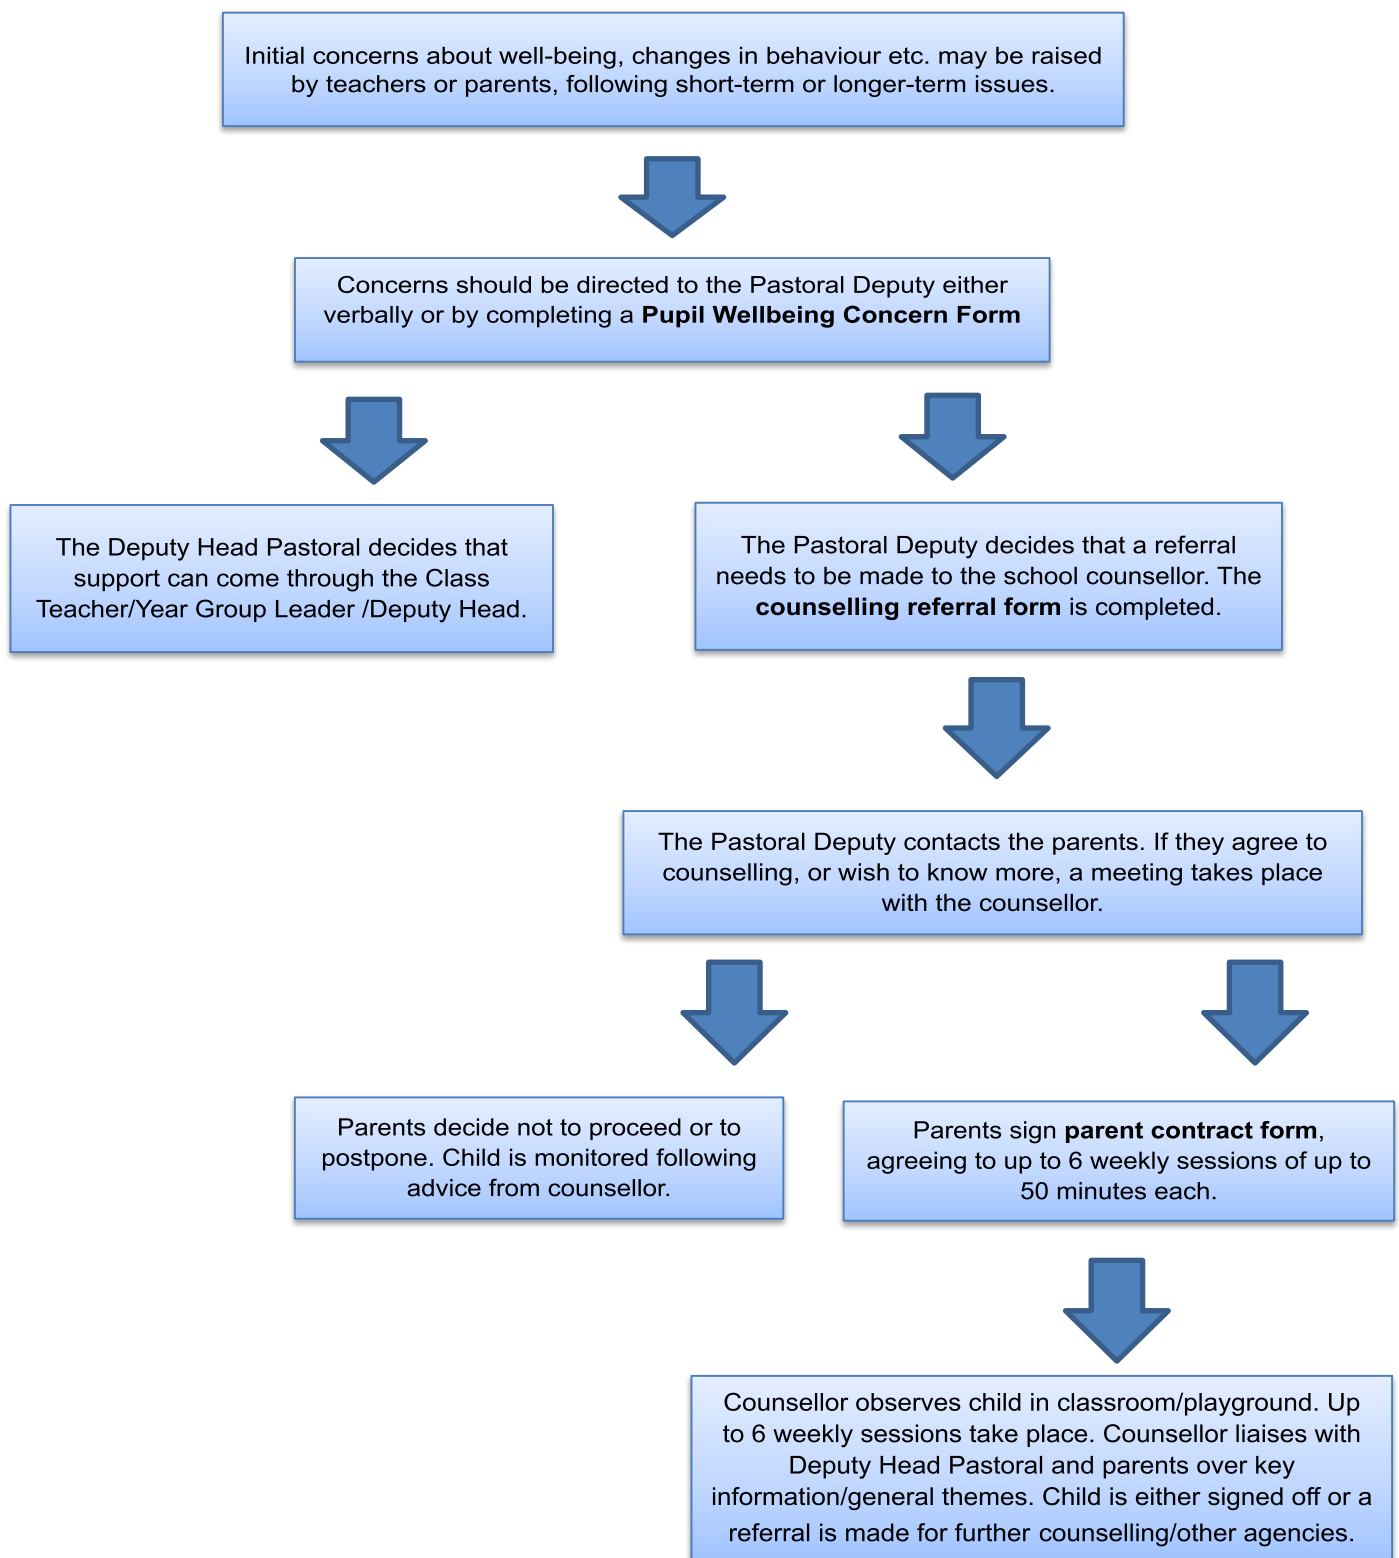 Initial concerns about well-being, changes in behaviour etc. may be raised
by teachers or parents, following short-term or longer-term issues.
Concerns should be directed to the Pastoral Deputy either
verbally or by completing a Pupil Wellbeing Concern Form
The Deputy Head Pastoral decides that
support can come through the Class
Teacher/Year Group Leader /Deputy Head.
The Pastoral Deputy decides that a referral
needs to be made to the school counsellor. The
counselling referral form is completed.
The Pastoral Deputy contacts the parents. If they agree to
counselling, or wish to know more, a meeting takes place
with the counsellor.
Parents decide not to proceed or to
postpone. Child is monitored following
advice from counsellor.
Parents sign parent contract form,
agreeing to up to 6 weekly sessions of up to
50 minutes each.
Counsellor observes child in classroom/playground. Up
to 6 weekly sessions take place. Counsellor liaises with
Deputy Head Pastoral and parents over key
information/general themes. Child is either signed off or a
referral is made for further counselling/other agencies.